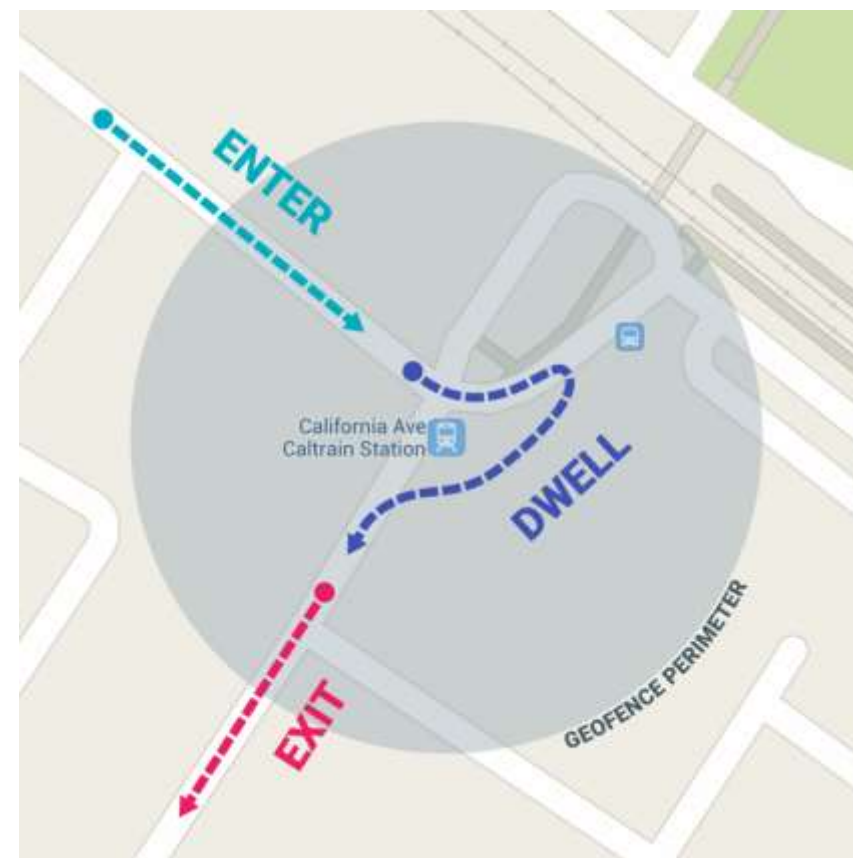 ENTER
California Ave
Caltrain Station
DWELL
GEOFENCE PERIMETER
EXIT